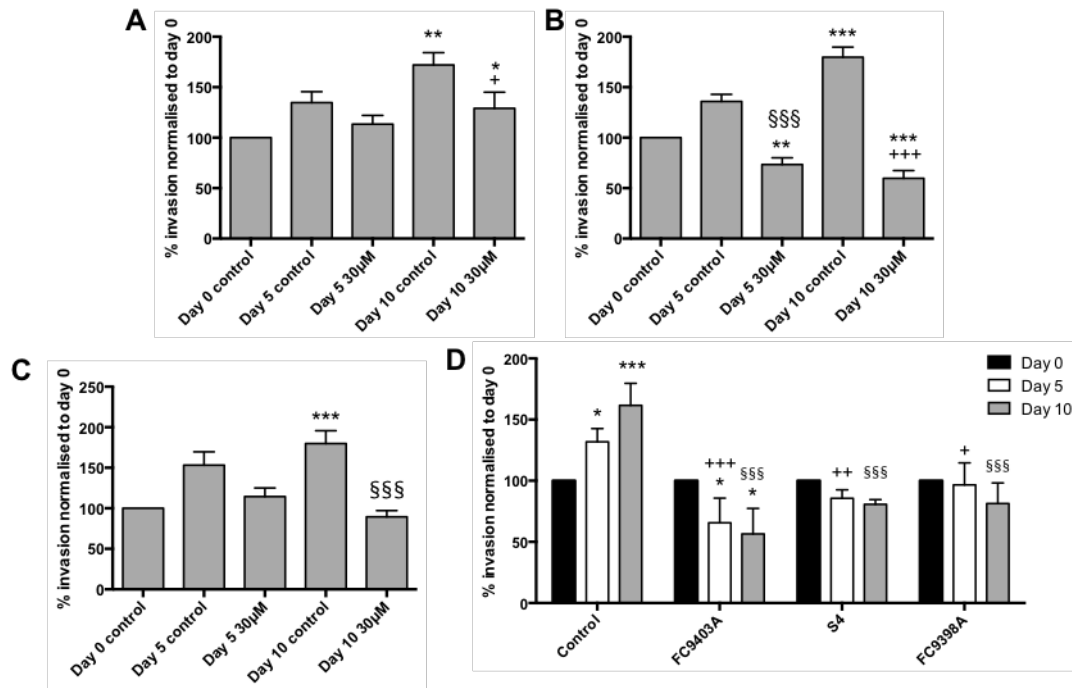 A
% invasion normalised to day 0
200
150
100
50
0
**
*
+
Day 0 control
Day 5 control
Day 5 30µM
Day 10 control
Day 10 30µM
B
% invasion normalised to day 0
200
150
100
50
0
§§§
**
***
***
+++
Day 0 control
Day 5 control
Day 5 30µM
Day 10 control
Day 10 30µM
C
% invasion normalised to day 0
250
200
150
100
50
0
***
§§§
Day 0 control
Day 5 control
Day 5 30µM
Day 10 control
Day 10 30µM
D
% invasion normalised to day 0
200
150
100
50
0
*
***
+++
*
§§§
*
++
§§§
+
§§§
Day 0
Day 5
Day 10
Control
FC9403A
S4
FC9398A